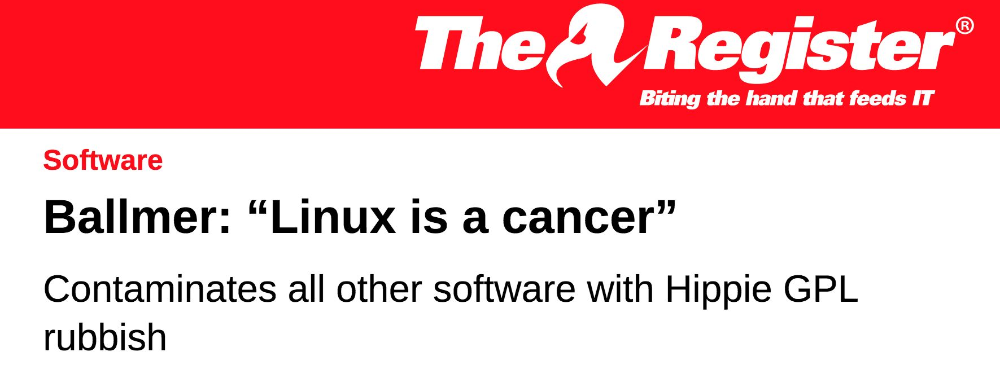 The Register®
Biting the hand that feeds IT
Software
Ballmer: “Linux is a cancer”
Contaminates all other software with Hippie GPL
rubbish